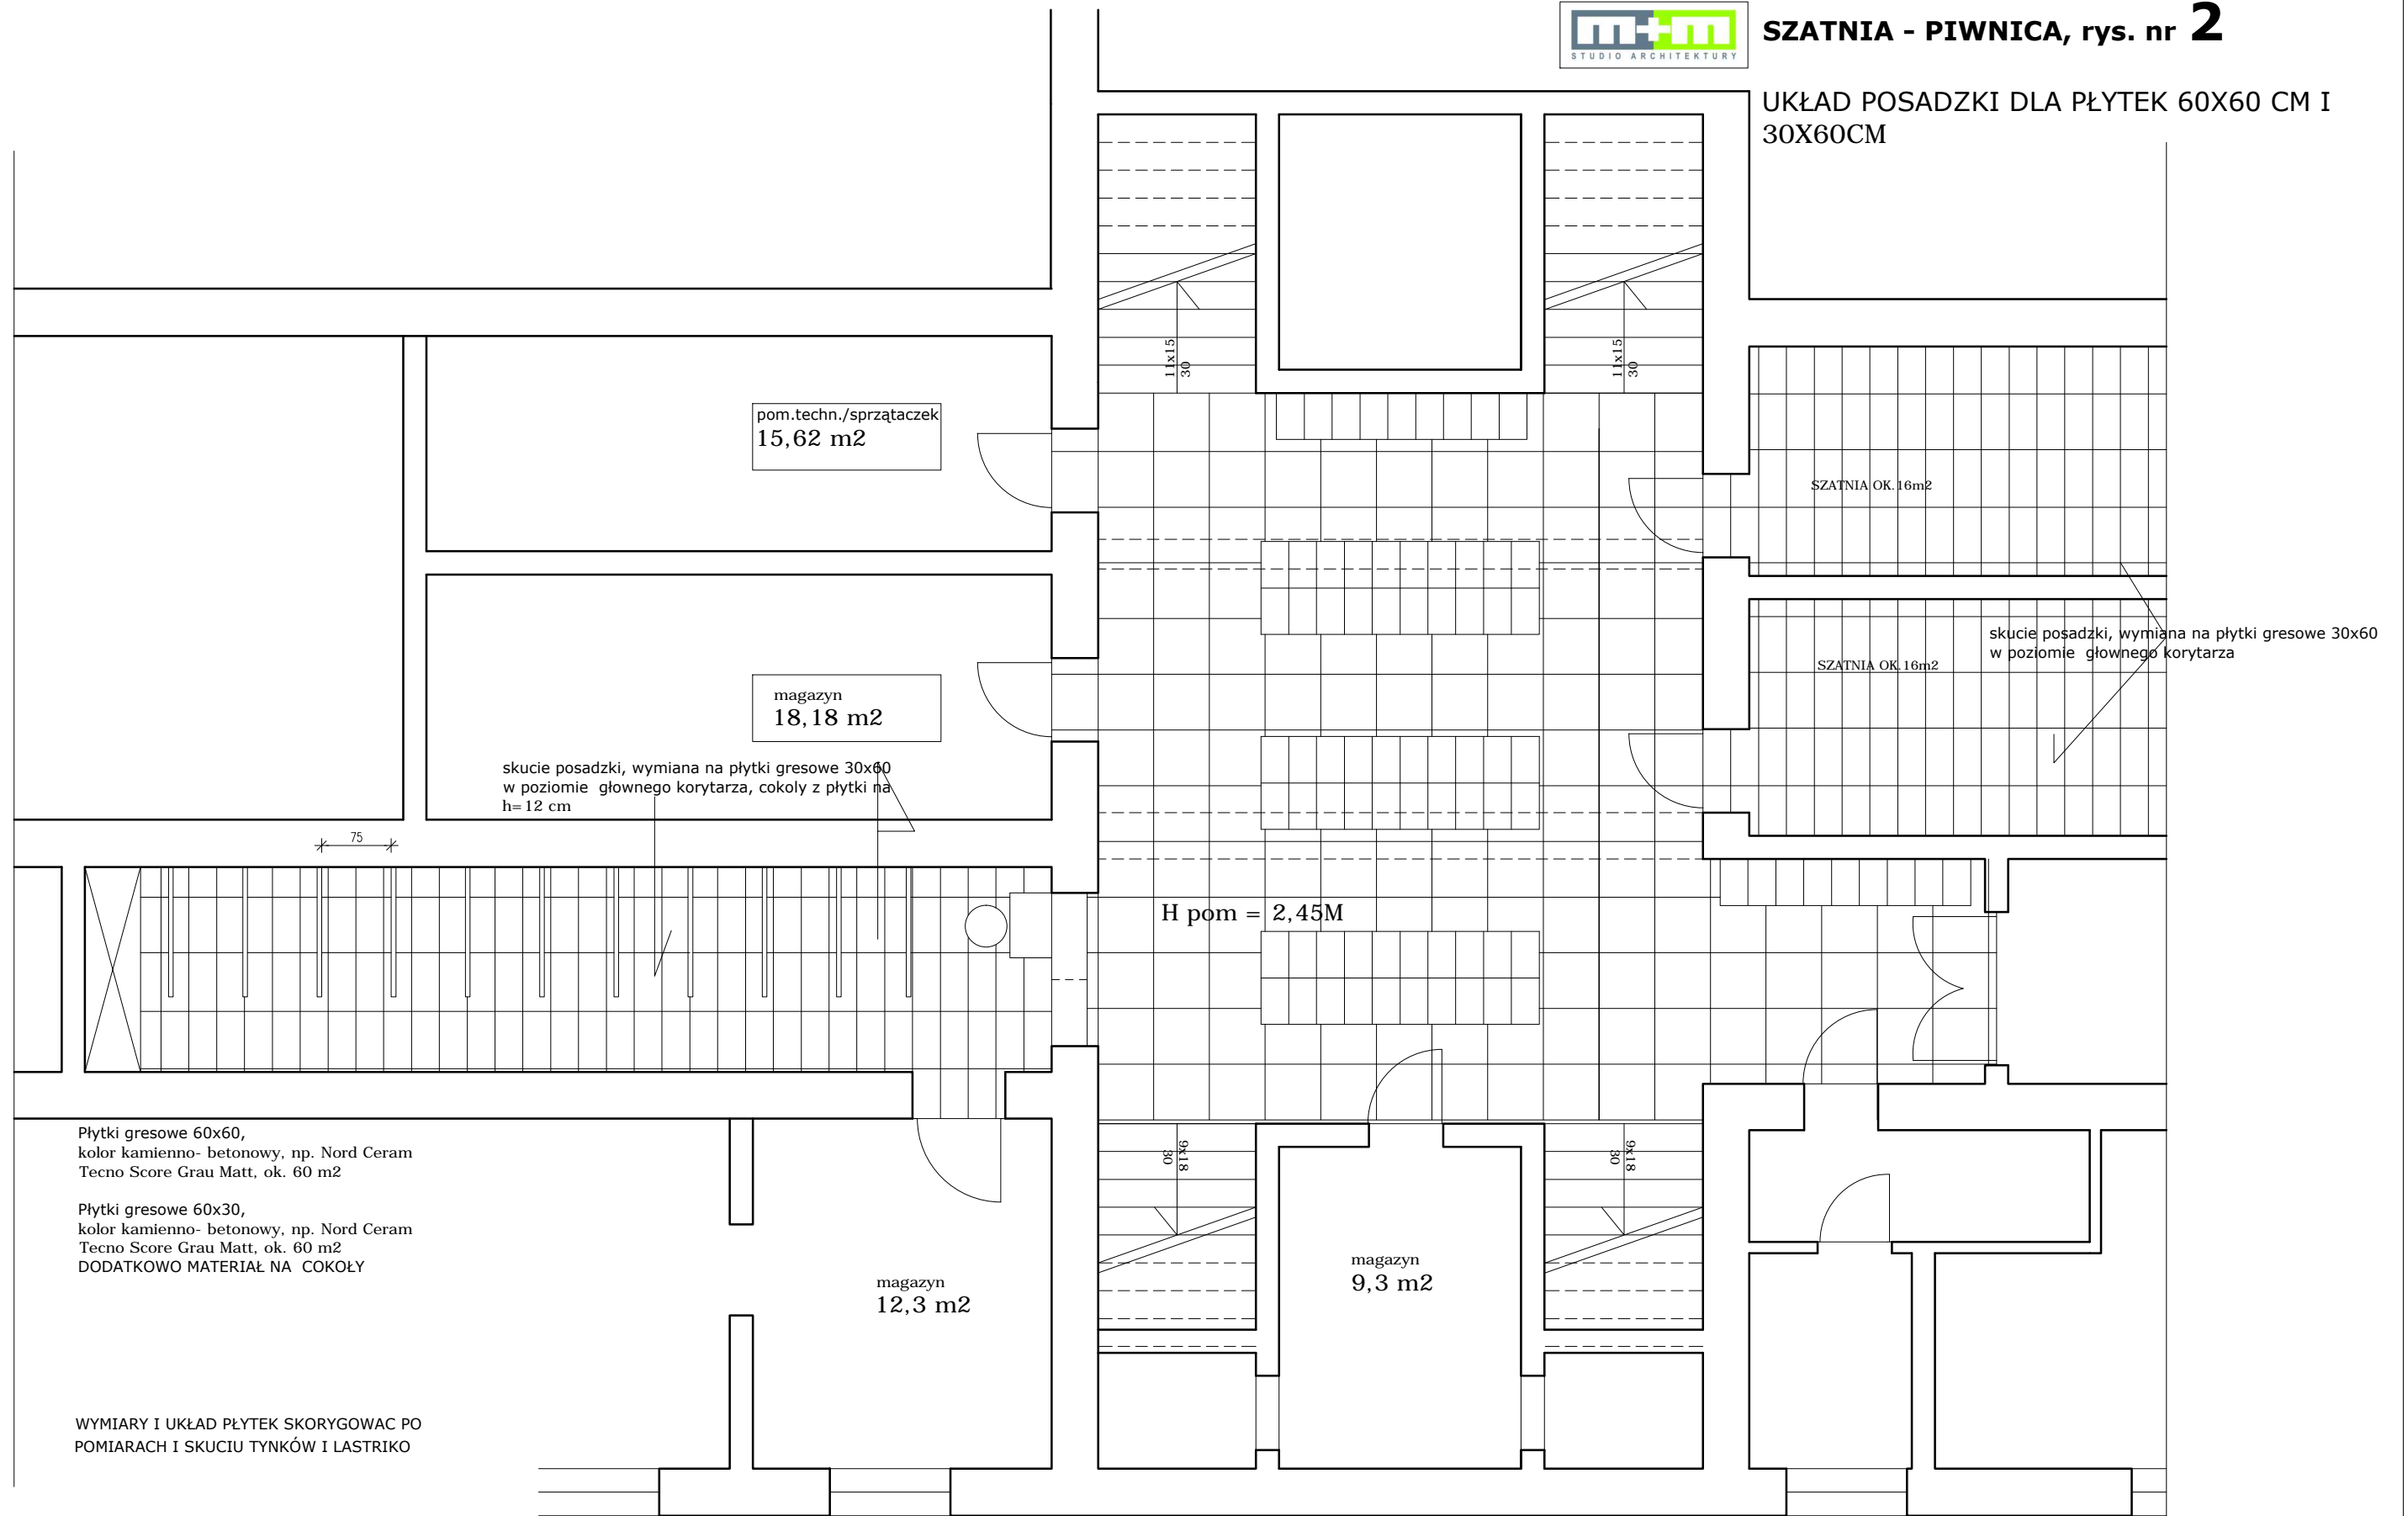 m+m
STUDIO ARCHITEKTURY
SZATNIA - PIWNICA, rys. nr 2
UKŁAD POSADZKI DLA PŁYTEK 60X60 CM I
30X60CM
11x15
30
11x15
30
pom.techn./sprzątaczek
15,62 m2
SZATNIA OK.16m2
skucie posadzki, wymiana na płytki gresowe 30x60
w poziomie głownego korytarza
SZATNIA OK.16m2
magazyn
18,18 m2
skucie posadzki, wymiana na płytki gresowe 30x60
w poziomie głownego korytarza, cokoly z płytki na
h=12 cm
75
H pom = 2,45M
Płytki gresowe 60x60,
kolor kamienno- betonowy, np. Nord Ceram
Tecno Score Grau Matt, ok. 60 m2
Płytki gresowe 60x30,
kolor kamienno- betonowy, np. Nord Ceram
Tecno Score Grau Matt, ok. 60 m2
DODATKOWO MATERIAŁ NA COKOŁY
9x18
30
9x18
30
magazyn
9,3 m2
magazyn
12,3 m2
WYMIARY I UKŁAD PŁYTEK SKORYGOWAC PO
POMIARACH I SKUCIU TYNKÓW I LASTRIKO